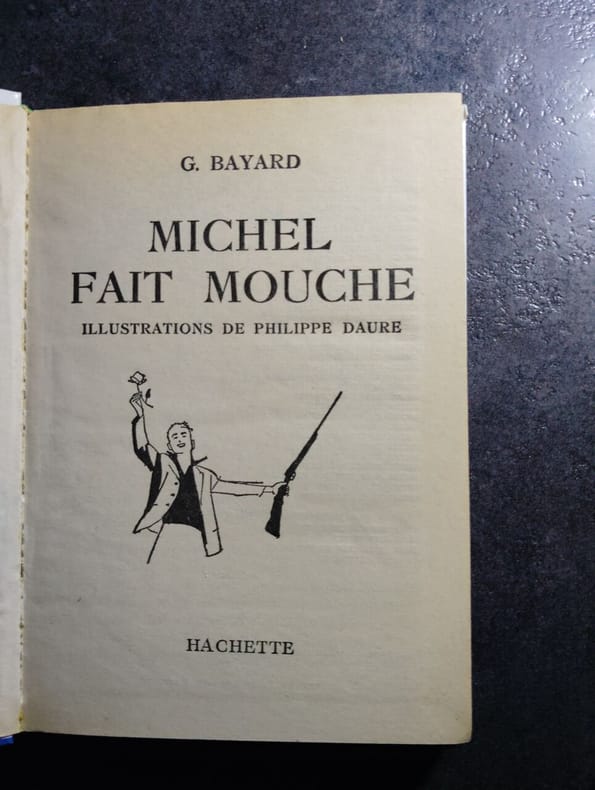 G. BAYARD
MICHEL
FAIT MOUCHE
ILLUSTRATIONS DE PHILIPPE DAURE
HACHETTE